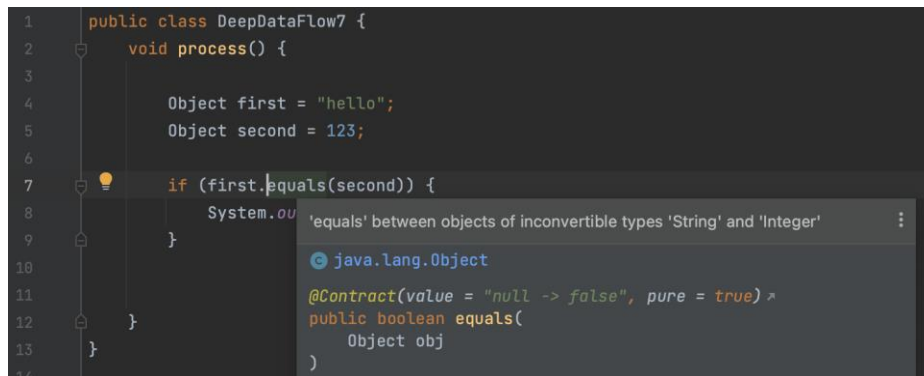 1 public class DeepDataFlow7 {
2 void process() {
3
4 Object first = "hello";
5 Object second = 123;
6
7 if (first.equals(second)) {
8 System.ou
9 }
10
11
12 }
13 }
'equals' between objects of inconvertible types 'String' and 'Integer'
java.lang.Object
@Contract(value = "null -> false", pure = true)
public boolean equals(
Object obj
)